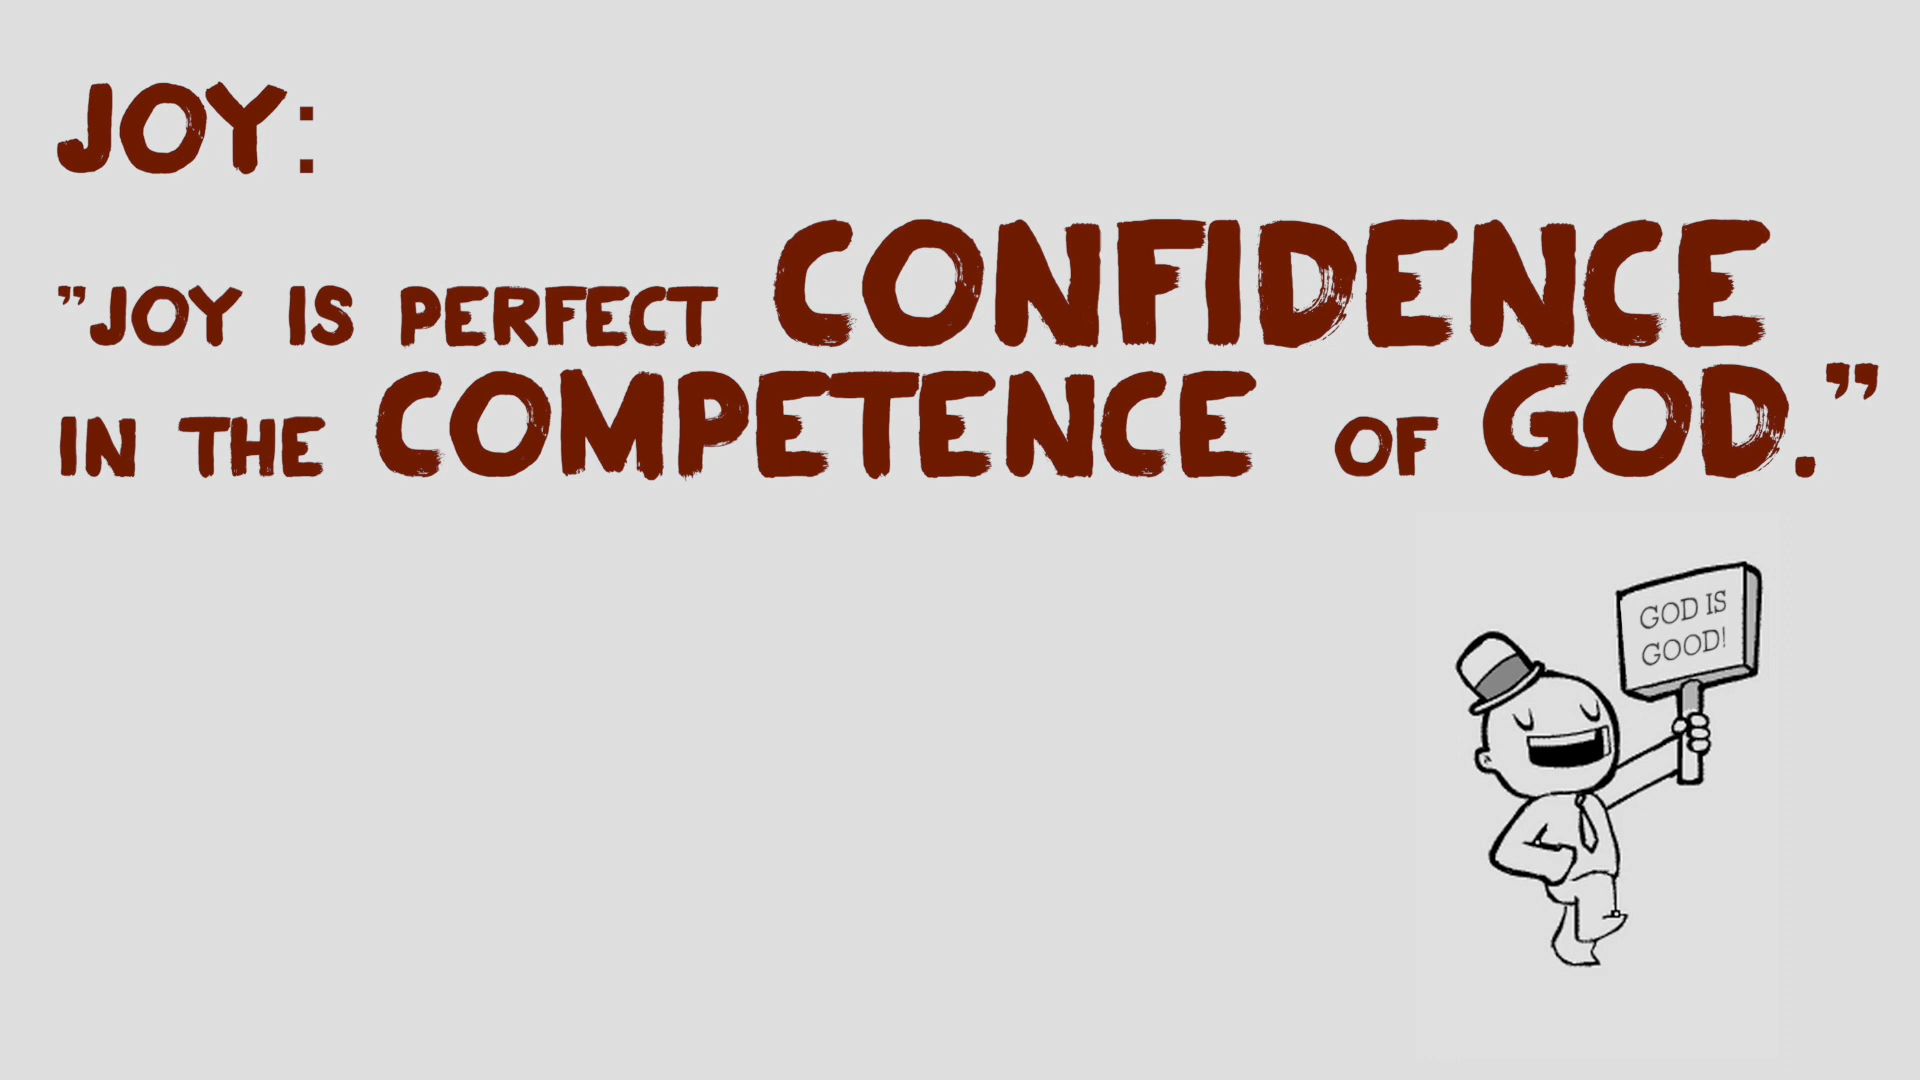 JOY:
"JOY IS PERFECT CONFIDENCE
IN THE COMPETENCE OF GOD."
GOD IS
GOOD!